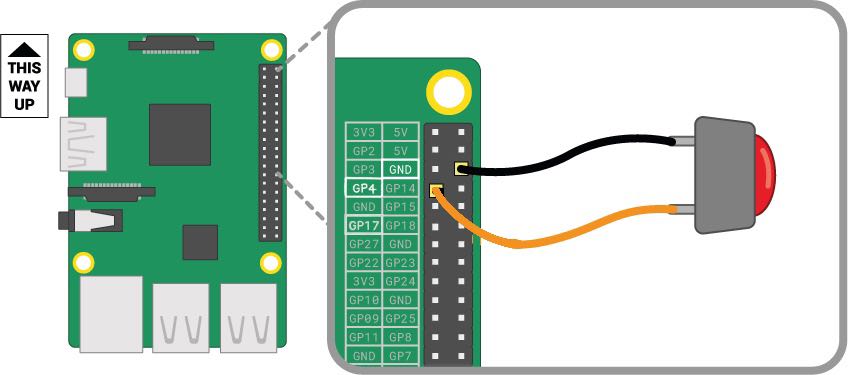 THIS
WAY
UP
3V3 5V
GP2 5V
GP3 GND
GP4 GP14
GND GP15
GP17 GP18
GP27 GND
GP22 GP23
3V3 GP24
GP10 GND
GP09 GP25
GP11 GP8
GND GP7